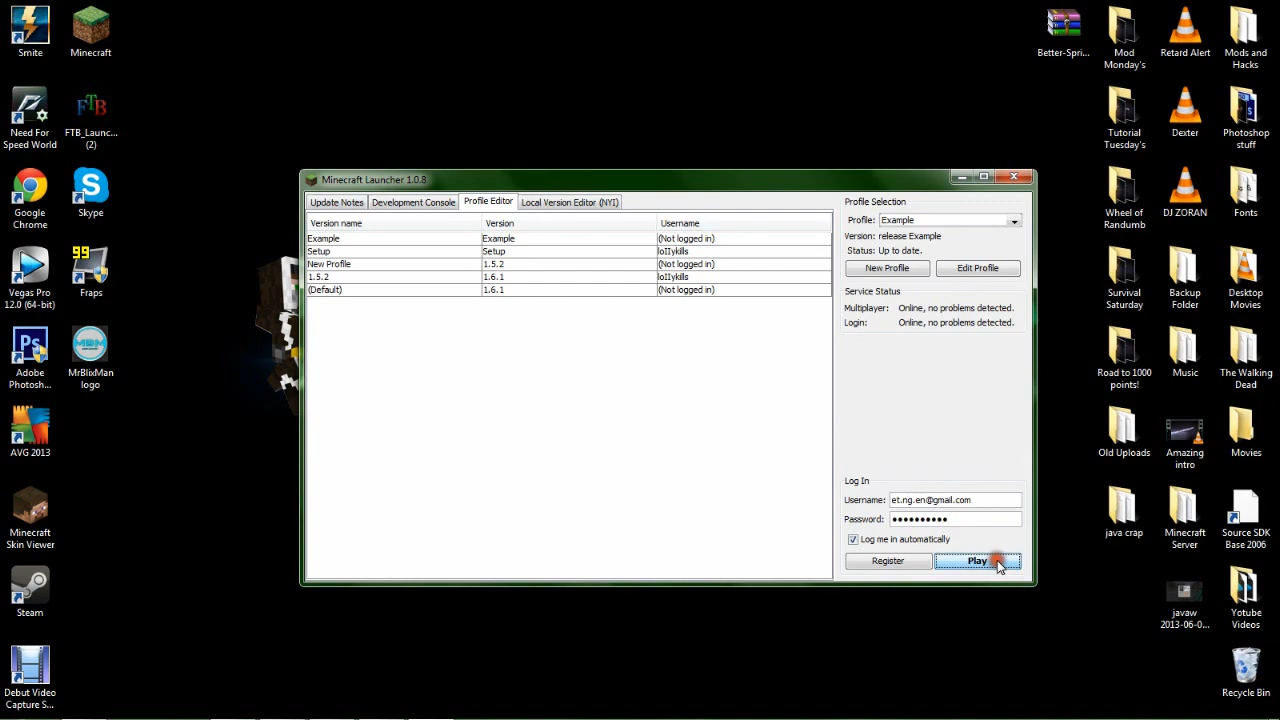 Smite
Minecraft
Need For
Speed World
FTB
FTB_Launc...
(2)
Google
Chrome
Skype
Vegas Pro
12.0 (64-bit)
99
Fraps
Ps
Adobe
Photosh...
MBM
MrBlixMan
logo
AVG 2013
Minecraft
Skin Viewer
Steam
Debut Video
Capture S...
Minecraft Launcher 1.0.8
Update Notes
Development Console
Profile Editor
Local Version Editor (NYI)
Version name Version Username
Example Example (Not logged in)
Setup Setup loIIykills
New Profile 1.5.2 (Not logged in)
1.5.2 1.6.1 loIIykills
(Default) 1.6.1 (Not logged in)
Profile Selection
Profile: Example
Version: release Example
Status: Up to date.
New Profile Edit Profile
Service Status
Multiplayer: Online, no problems detected.
Login: Online, no problems detected.
Log In
Username: et.ng.en@gmail.com
Password: ●●●●●●●●●●
Log me in automatically
Register Play
Better-Spri...
Mod
Monday's
Retard Alert
Mods and
Hacks
Tutorial
Tuesday's
Dexter
Photoshop
stuff
Wheel of
Randumb
DJ ZORAN
Fonts
Survival
Saturday
Backup
Folder
Desktop
Movies
Road to 1000
points!
Music
The Walking
Dead
Old Uploads
Amazing
intro
Movies
java crap
Minecraft
Server
Source SDK
Base 2006
javaw
2013-06-0...
Yotube
Videos
Recycle Bin